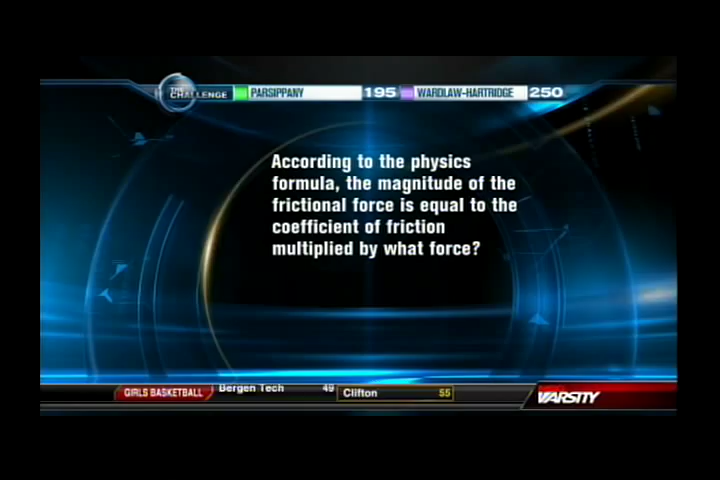 THE
CHALLENGE
PARSIPPANY 195 WARDLAW-HARTRIDGE 250
According to the physics
formula, the magnitude of the
frictional force is equal to the
coefficient of friction
multiplied by what force?
GIRLS BASKETBALL Bergen Tech 49 Clifton 55
VARSITY